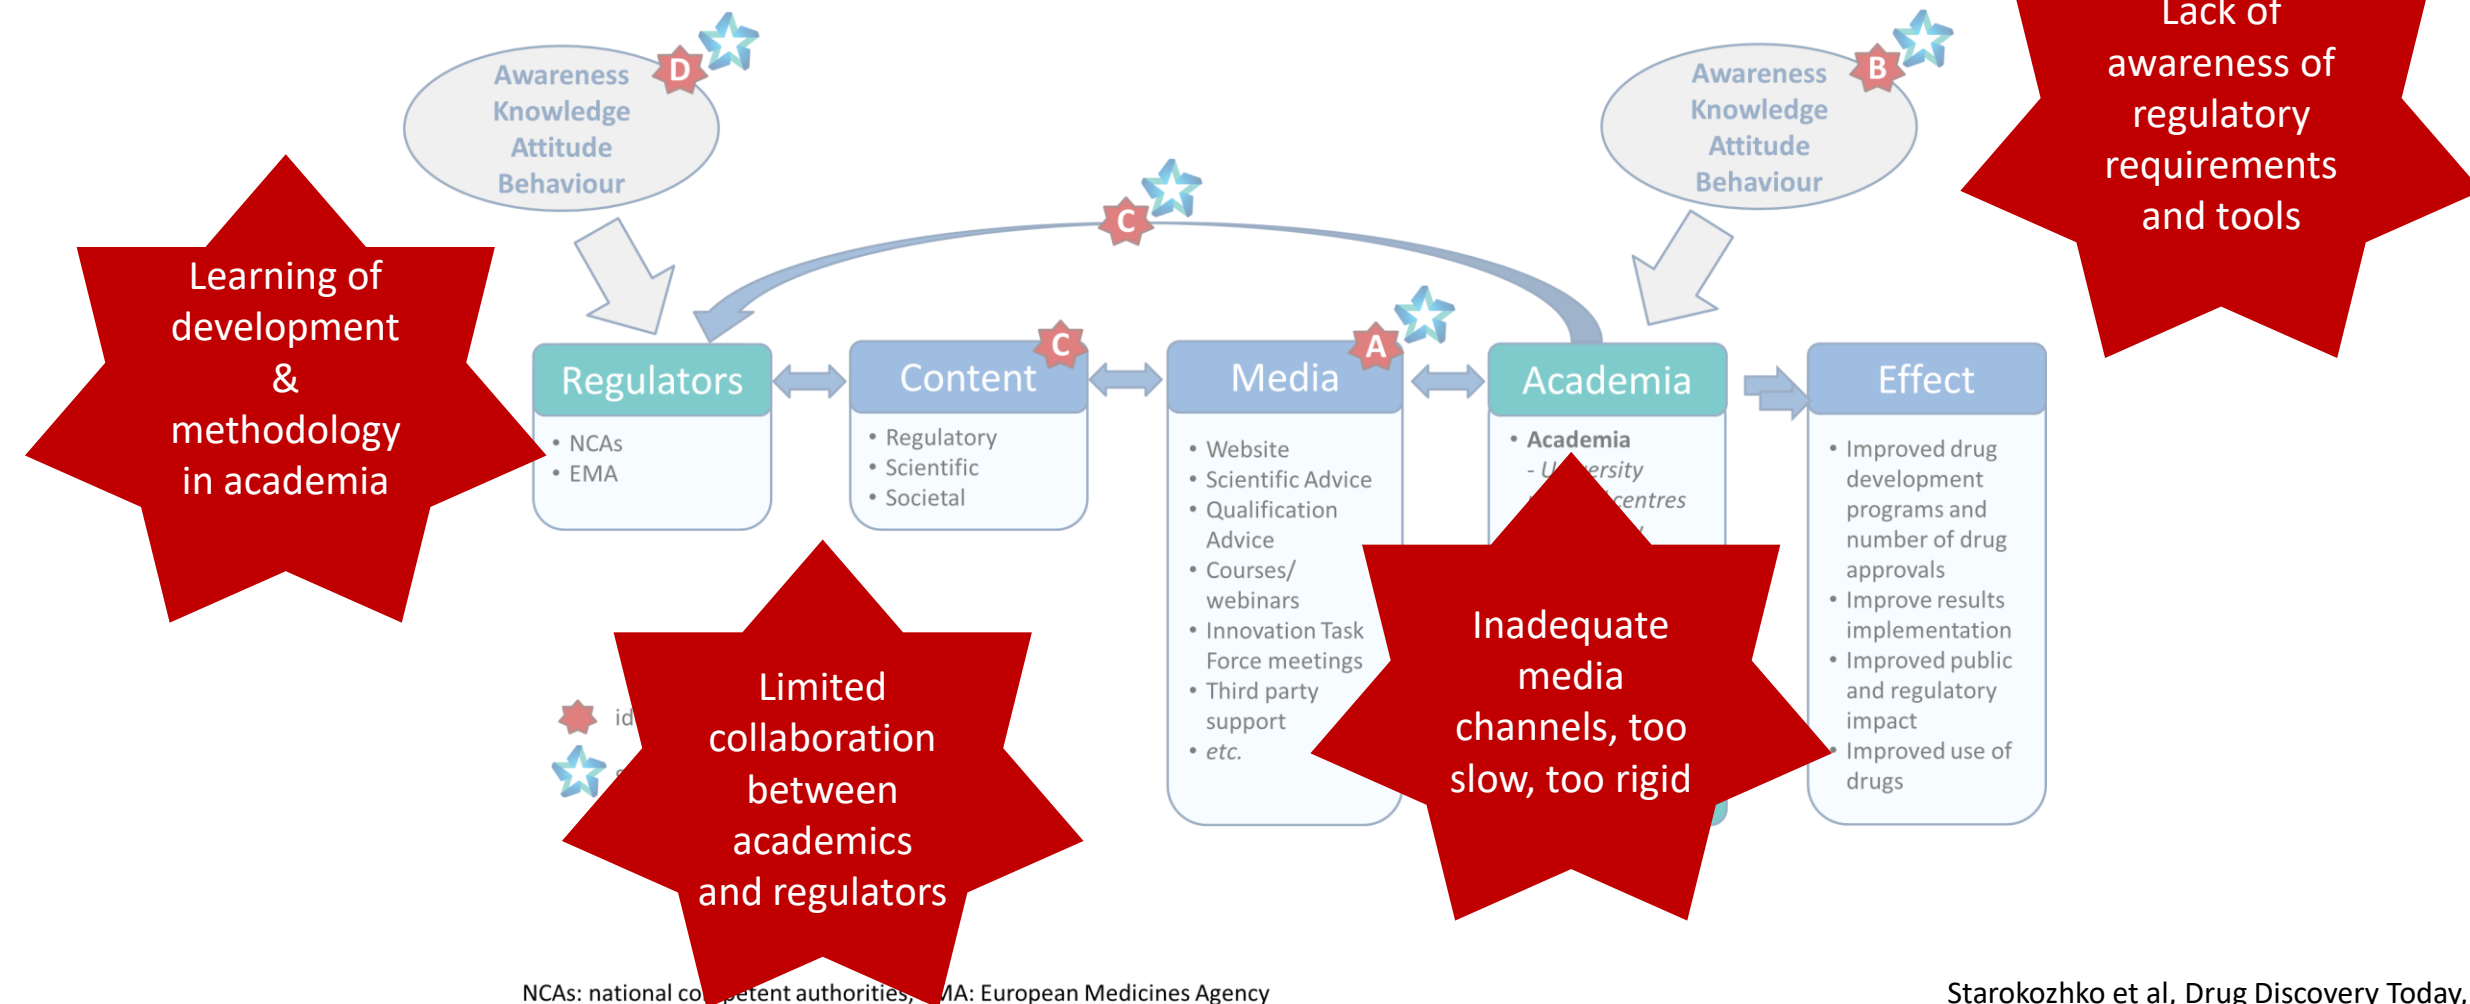 Lack of
awareness of
regulatory
requirements
and tools
D
Awareness
Knowledge
Attitude
Behaviour
B
Awareness
Knowledge
Attitude
Behaviour
C
Learning of
development
&
methodology
in academia
Regulators
• NCAs
• EMA
Content
C
• Regulatory
• Scientific
• Societal
Media
A
• Website
• Scientific Advice
• Qualification
Advice
• Courses/
webinars
• Innovation Task
Force meetings
• Third party
support
• etc.
Academia
• Academia
centres
Effect
• Improved drug
development
programs and
number of drug
approvals
• Improve results
implementation
• Improved public
and regulatory
impact
• Improved use of
drugs
Limited
collaboration
between
academics
and regulators
Inadequate
media
channels, too
slow, too rigid
NCAs: national authorities, European Medicines Agency
Starokozhko et al, Drug Discovery Today,